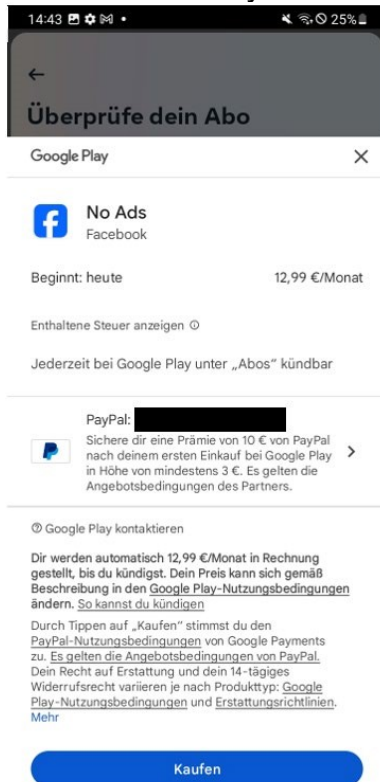 14:43 25%
Überprüfe dein Abo
Google Play
No Ads
Facebook
Beginnt: heute 12,99 €/Monat
Enthaltene Steuer anzeigen
Jederzeit bei Google Play unter „Abos“ kündbar
PayPal:
Sichere dir eine Prämie von 10 € von PayPal
nach deinem ersten Einkauf bei Google Play
in Höhe von mindestens 3 €. Es gelten die
Angebotsbedingungen des Partners.
Google Play kontaktieren
Dir werden automatisch 12,99 €/Monat in Rechnung
gestellt, bis du kündigst. Dein Preis kann sich gemäß
Beschreibung in den Google Play-Nutzungsbedingungen
ändern. So kannst du kündigen
Durch Tippen auf „Kaufen“ stimmst du den
PayPal-Nutzungsbedingungen von Google Payments
zu. Es gelten die Angebotsbedingungen von PayPal.
Dein Recht auf Erstattung und dein 14-tägiges
Widerrufsrecht variieren je nach Produkttyp: Google
Play-Nutzungsbedingungen und Erstattungsrichtlinien.
Mehr
Kaufen